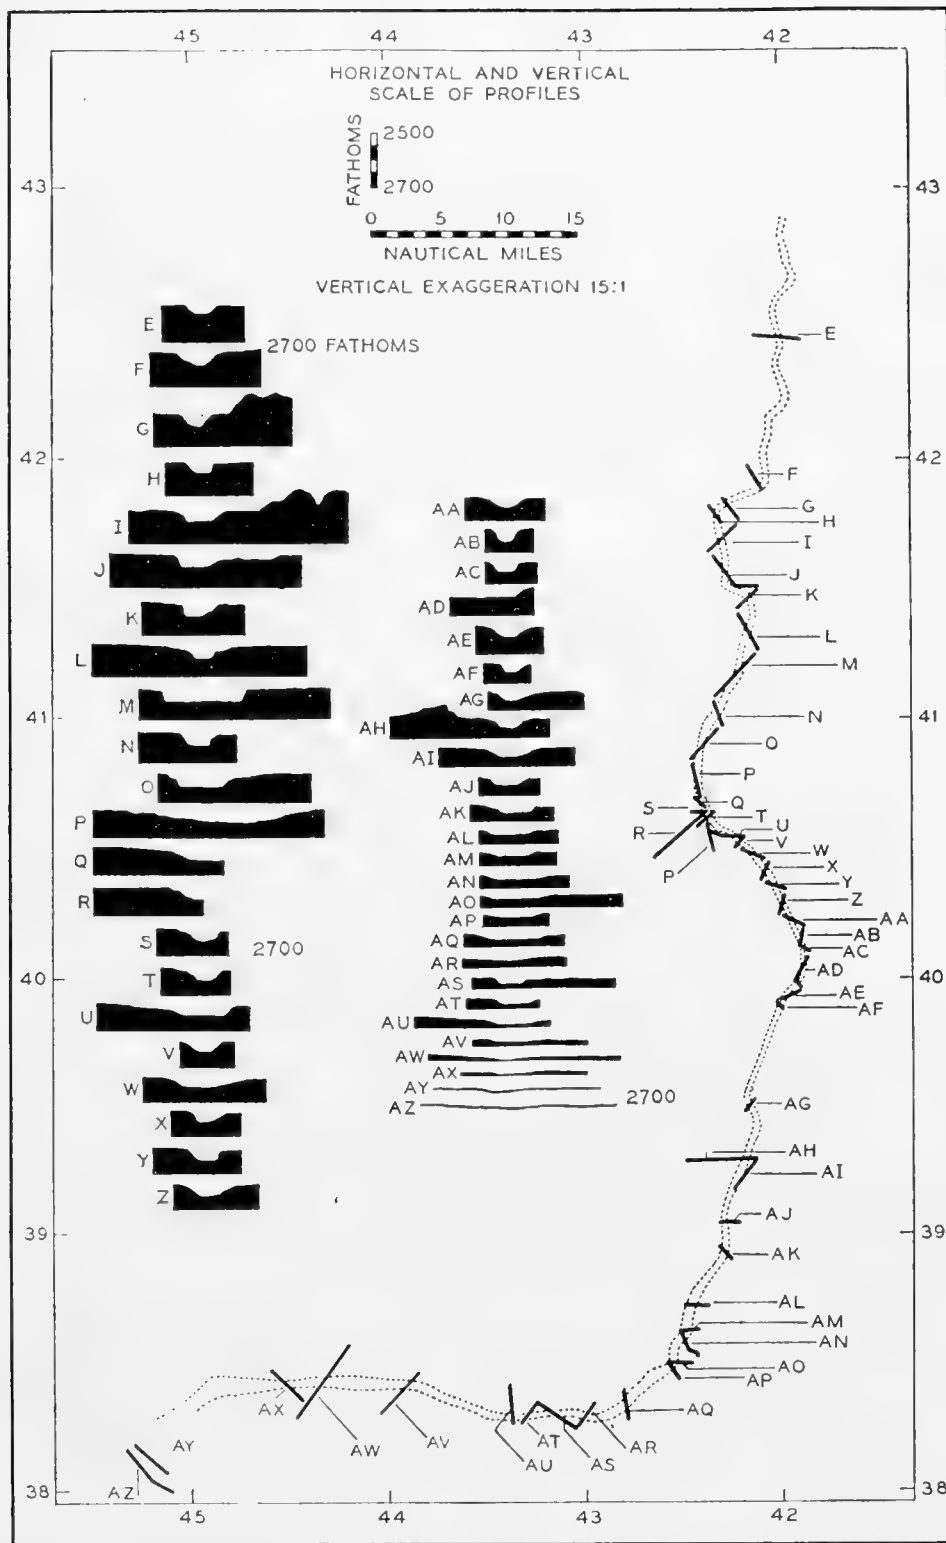 45 44 43 42
HORIZONTAL AND VERTICAL
SCALE OF PROFILES
FATHOMS
2500
2700
0 5 10 15
NAUTICAL MILES
VERTICAL EXAGGERATION 15:1
43 43
42 42
41 41
40 40
39 39
38 38
E
2700 FATHOMS
F
G
H
I
J
K
L
M
N
O
P
Q
R
S 2700
T
U
V
W
X
Y
Z
AA
AB
AC
AD
AE
AF
AG
AH
AI
AJ
AK
AL
AM
AN
AO
AP
AQ
AR
AS
AT
AU
AV
AW
AX
AY 2700
AZ
E
F
G
H
I
J
K
L
M
N
O
P
S Q
T
R U
V
P W
X
Y
Z
AA
AB
AC
AD
AE
AF
AG
AH
AI
AJ
AK
AL
AM
AN
AO
AP
AX AW AV AU AT AS AR AQ
AY
AZ
45 44 43 42